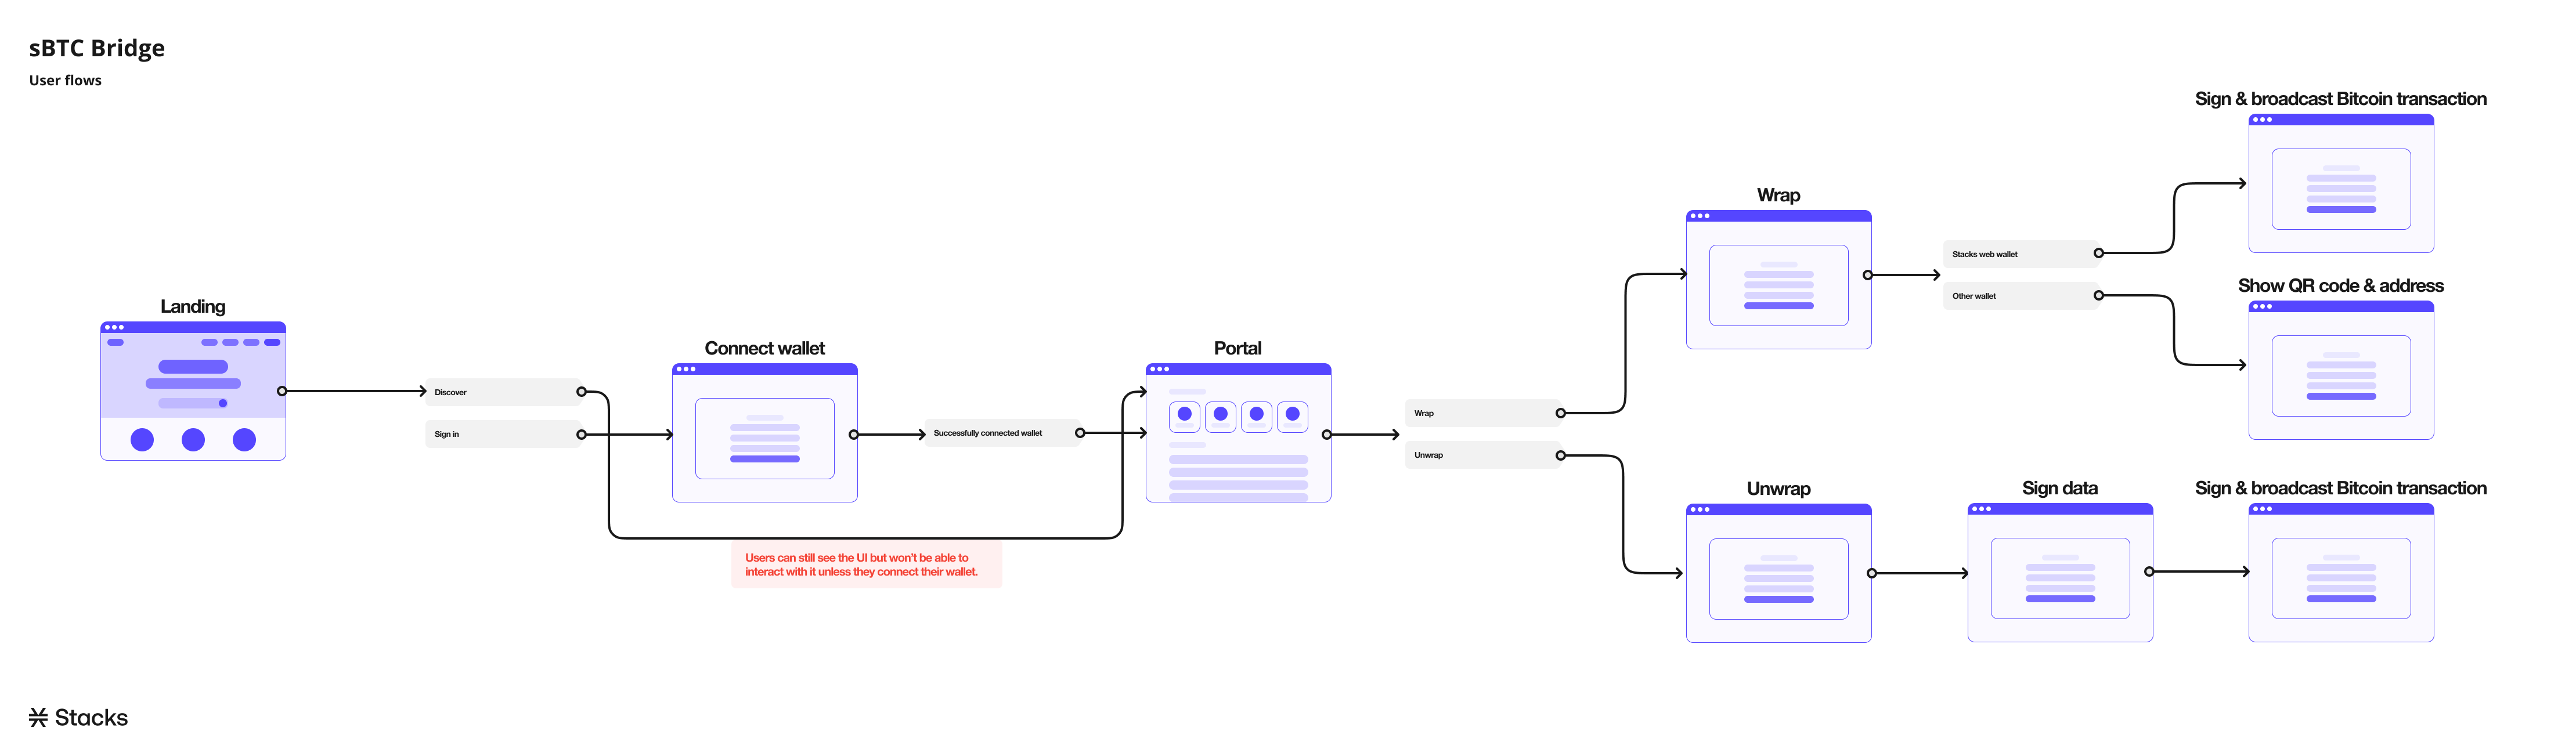 sBTC Bridge
User flows
Landing
Discover
Sign in
Connect wallet
Successfully connected wallet
Users can still see the UI but won't be able to
interact with it unless they connect their wallet.
Portal
Wrap
Unwrap
Wrap
Stacks web wallet
Other wallet
Sign & broadcast Bitcoin transaction
Show QR code & address
Unwrap
Sign data
Sign & broadcast Bitcoin transaction
Stacks